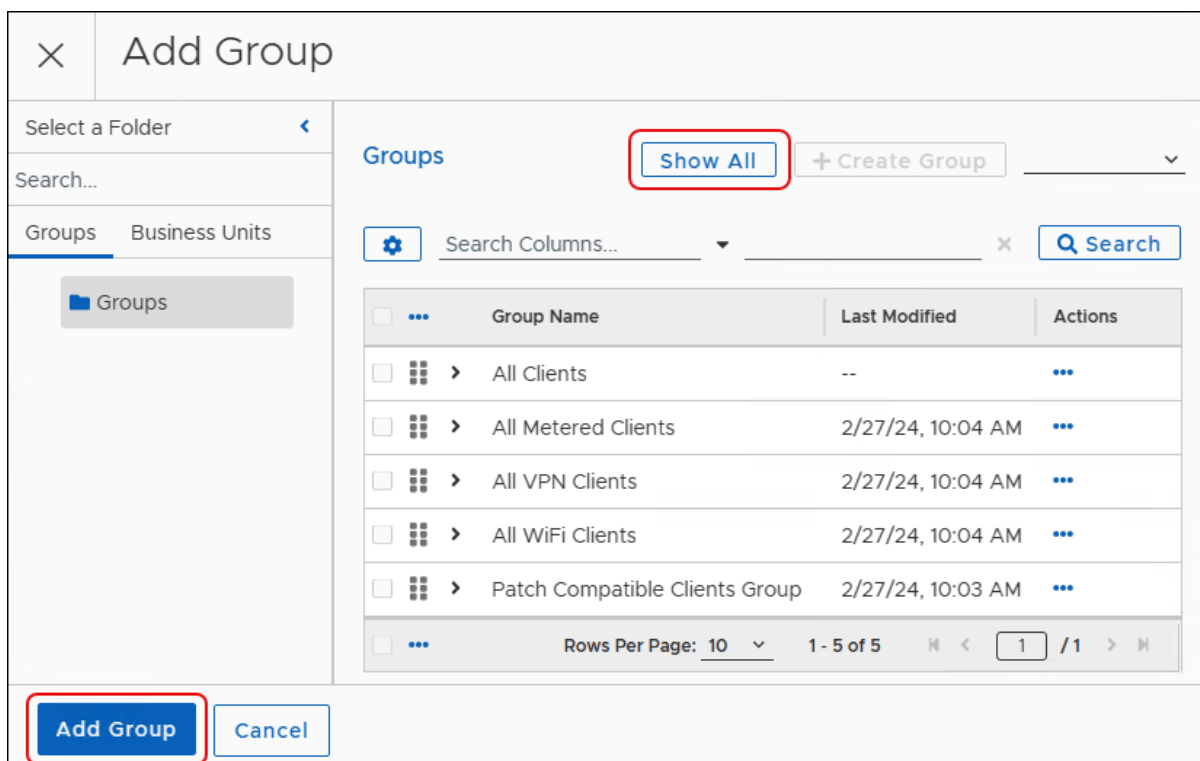 Add Group
Select a Folder
Search...
Groups Business Units
Groups
Groups Show All + Create Group
Search Columns... Search
Group Name Last Modified Actions
All Clients --
All Metered Clients 2/27/24, 10:04 AM
All VPN Clients 2/27/24, 10:04 AM
All WiFi Clients 2/27/24, 10:04 AM
Patch Compatible Clients Group 2/27/24, 10:03 AM
Rows Per Page: 10 1 - 5 of 5 1 / 1
Add Group Cancel